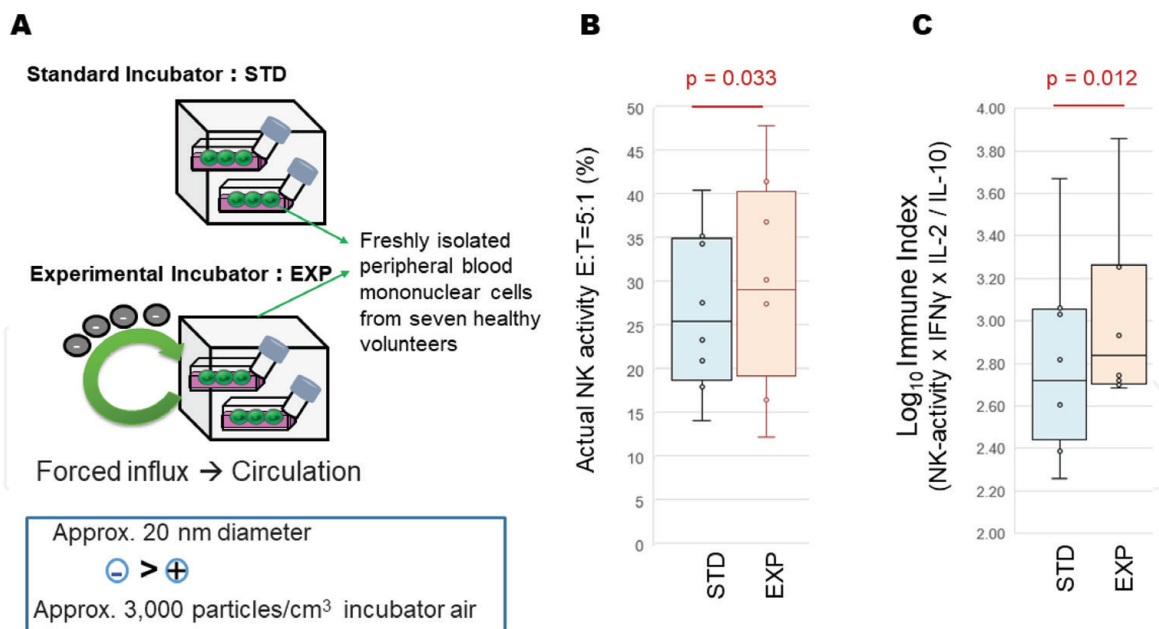 A
Standard Incubator : STD
Experimental Incubator : EXP
Freshly isolated
peripheral blood
mononuclear cells
from seven healthy
volunteers
- - - -
Forced influx → Circulation
Approx. 20 nm diameter
- > +
Approx. 3,000 particles/cm³ incubator air
B
p = 0.033
Actual NK activity E:T=5:1 (%)
50
45
40
35
30
25
20
15
10
5
0
STD
EXP
C
p = 0.012
Log₁₀ Immune Index
(NK-activity x IFNγ x IL-2 / IL-10)
4.00
3.80
3.60
3.40
3.20
3.00
2.80
2.60
2.40
2.20
2.00
STD
EXP